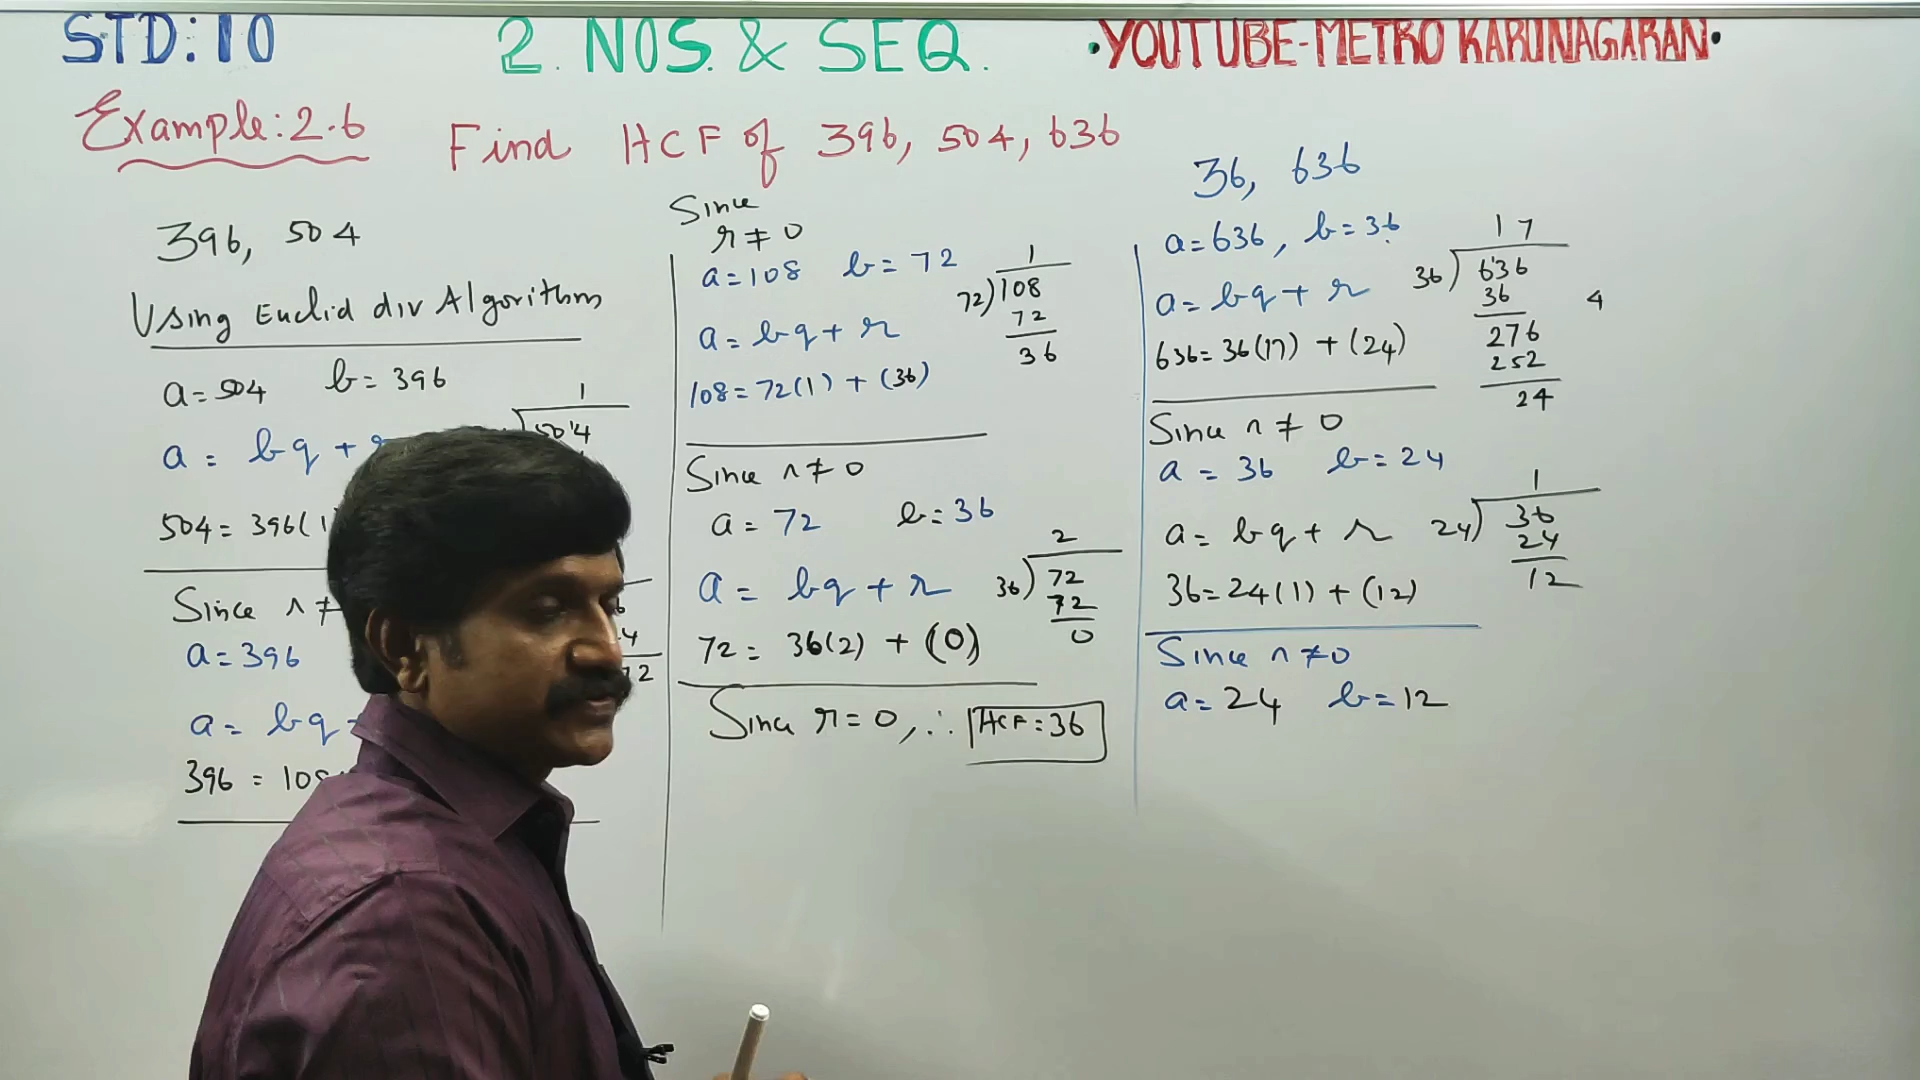 STD: 10
2. NOS. & SEQ.
•YOUTUBE-METRO KARUNAGARAN•
Example: 2.6
Find HCF of 396, 504, 636
396, 504
Using Euclid div Algorithm
a = 504 b = 396
1
504
a = bq +
504 = 396(1
Since r ≠
a = 396
4
72
a = bq
396 = 108
Since
r ≠ 0
a = 108 b = 72
1
72) 108
72
36
a = bq + r
108 = 72(1) + (36)
Since r ≠ 0
a = 72 b = 36
2
36) 72
72
0
a = bq + r
72 = 36(2) + (0)
Since r = 0, ∴ HCF = 36
36, 636
a = 636, b = 36
17
36) 636
36
276
252
24
4
a = bq + r
636 = 36(17) + (24)
Since r ≠ 0
a = 36 b = 24
1
24) 36
24
12
a = bq + r
36 = 24(1) + (12)
Since r ≠ 0
a = 24 b = 12